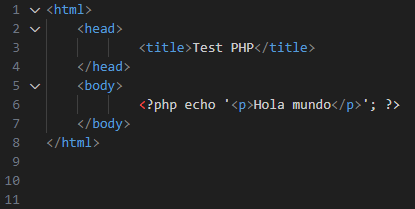 1 <html>
2 <head>
3 <title>Test PHP</title>
4 </head>
5 <body>
6 <?php echo '<p>Hola mundo</p>'; ?>
7 </body>
8 </html>
9
10
11